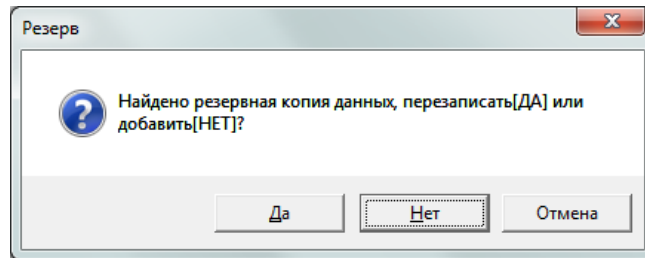 Резерв
Найдено резервная копия данных, перезаписать[ДА] или
добавить[НЕТ]?
Да
Нет
Отмена